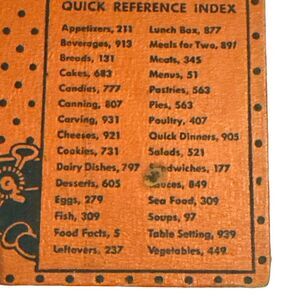 QUICK REFERENCE INDEX
Appetizers, 211
Beverages, 913
Breads, 131
Cakes, 683
Candies, 777
Canning, 807
Carving, 931
Cheeses, 921
Cookies, 731
Dairy Dishes, 797
Desserts, 605
Eggs, 279
Fish, 309
Food Facts, 5
Leftovers, 237
Lunch Box, 877
Meals for Two, 891
Meats, 345
Menus, 51
Pastries, 563
Pies, 563
Poultry, 407
Quick Dinners, 905
Salads, 521
Sandwiches, 177
Sauces, 849
Sea Food, 309
Soups, 97
Table Setting, 939
Vegetables, 449